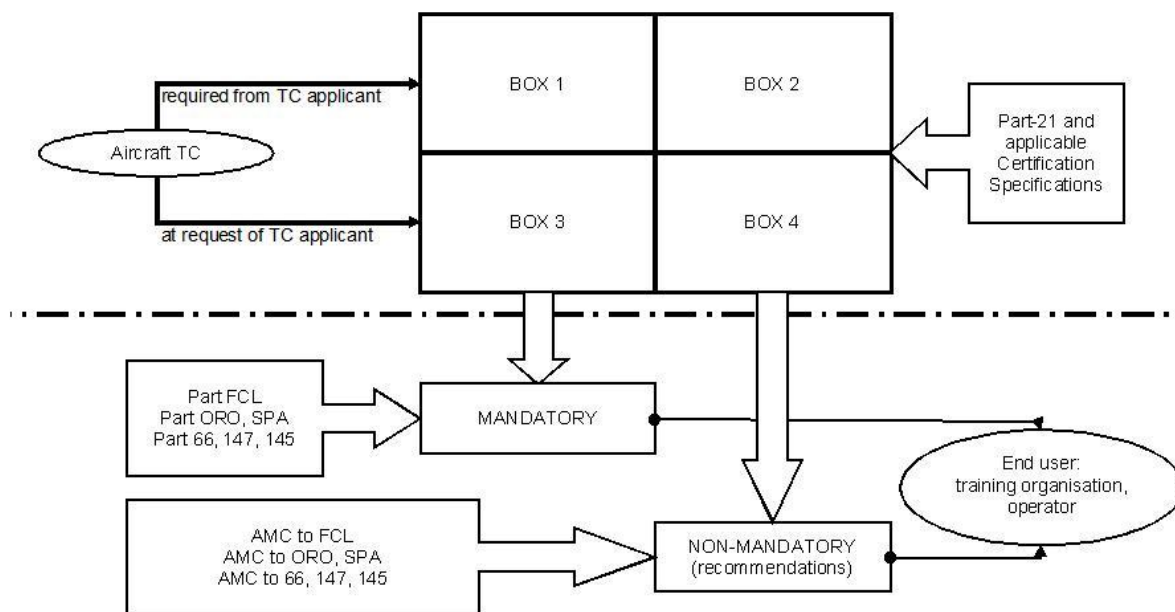 BOX 1
BOX 2
required from TC applicant
Aircraft TC
Part-21 and
applicable
Certification
Specifications
at request of TC applicant
BOX 3
BOX 4
Part FCL
Part ORO, SPA
Part 66, 147, 145
MANDATORY
End user:
training organisation,
operator
AMC to FCL
AMC to ORO, SPA
AMC to 66, 147, 145
NON-MANDATORY
(recommendations)